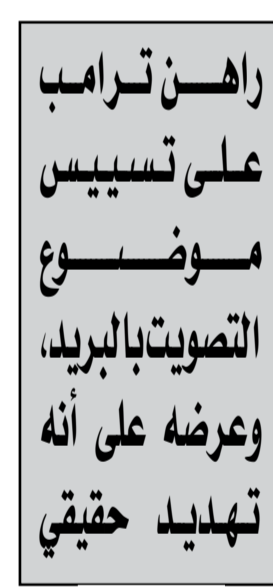 راهن ترامب
على تسييس
موضوع
التصويت بالبريد،
وعرضه على أنه
تهديد حقيقي